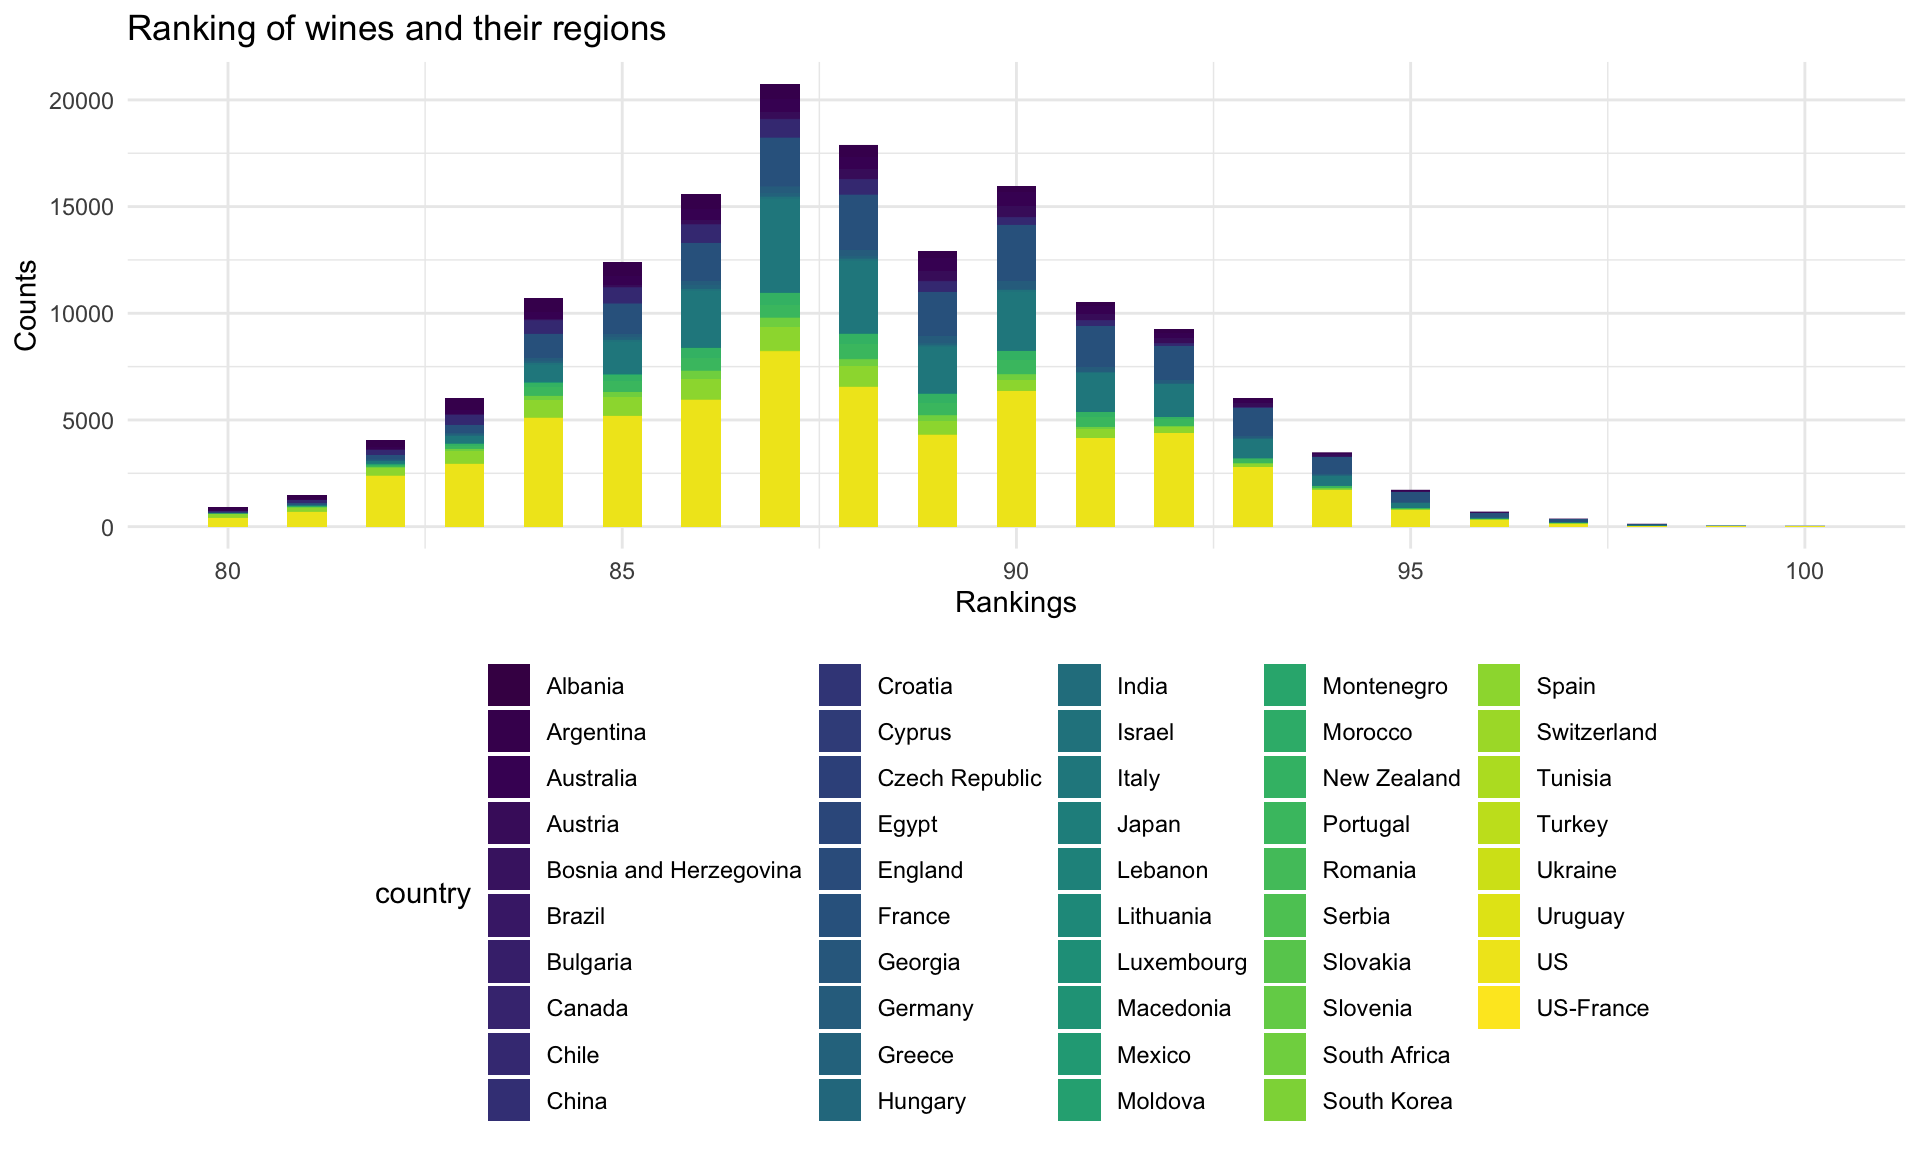 Ranking of wines and their regions
20000
15000
10000
5000
0
Counts
80 85 90 95 100
Rankings
country
Albania
Argentina
Australia
Austria
Bosnia and Herzegovina
Brazil
Bulgaria
Canada
Chile
China
Croatia
Cyprus
Czech Republic
Egypt
England
France
Georgia
Germany
Greece
Hungary
India
Israel
Italy
Japan
Lebanon
Lithuania
Luxembourg
Macedonia
Mexico
Moldova
Montenegro
Morocco
New Zealand
Portugal
Romania
Serbia
Slovakia
Slovenia
South Africa
South Korea
Spain
Switzerland
Tunisia
Turkey
Ukraine
Uruguay
US
US-France